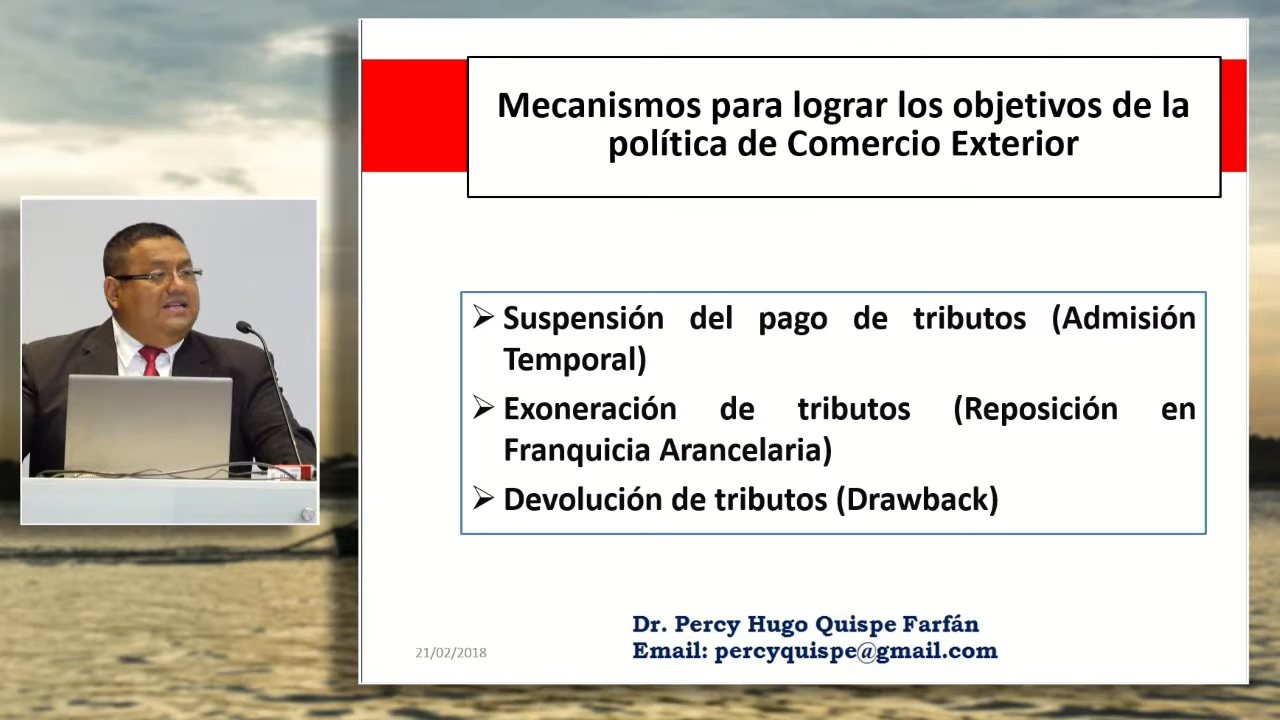 Mecanismos para lograr los objetivos de la
política de Comercio Exterior
➢ Suspensión del pago de tributos (Admisión
Temporal)
➢ Exoneración de tributos (Reposición en
Franquicia Arancelaria)
➢ Devolución de tributos (Drawback)
Dr. Percy Hugo Quispe Farfán
21/02/2018
Email: percyquispe@gmail.com